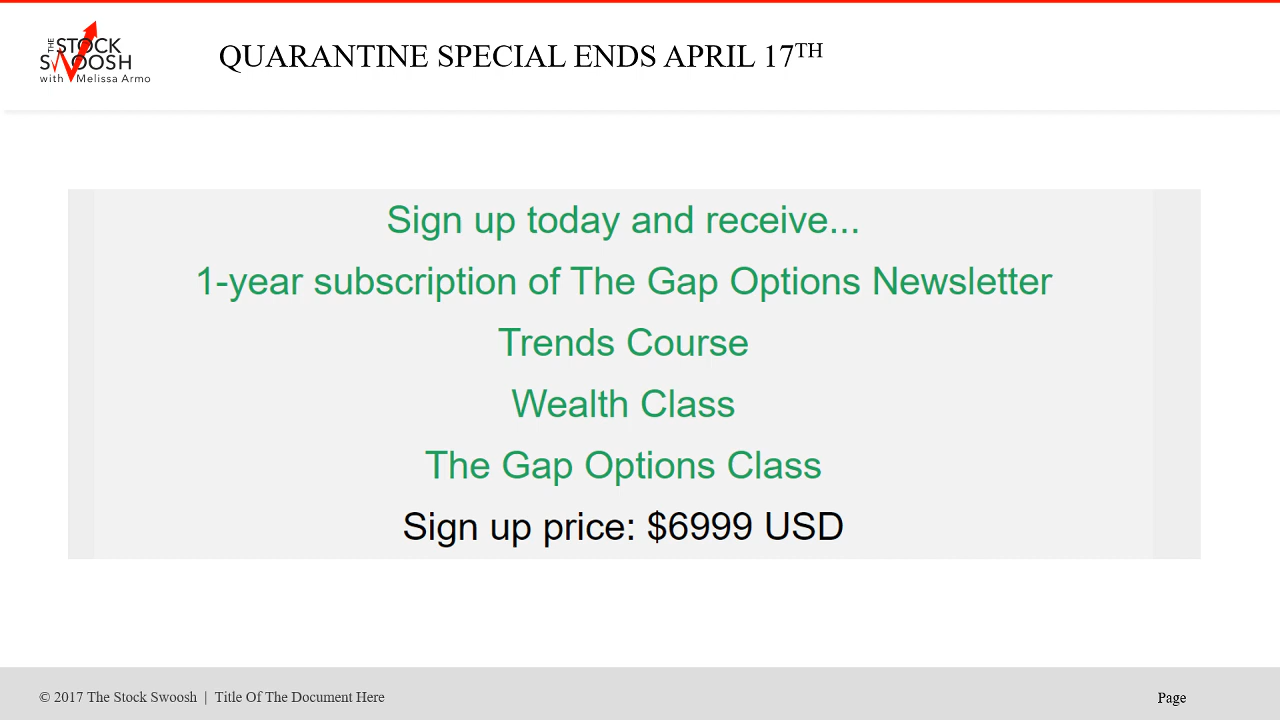 THE STOCK
SWOOSH
with Melissa Armo
QUARANTINE SPECIAL ENDS APRIL 17TH
Sign up today and receive...
1-year subscription of The Gap Options Newsletter
Trends Course
Wealth Class
The Gap Options Class
Sign up price: $6999 USD
© 2017 The Stock Swoosh | Title Of The Document Here
Page